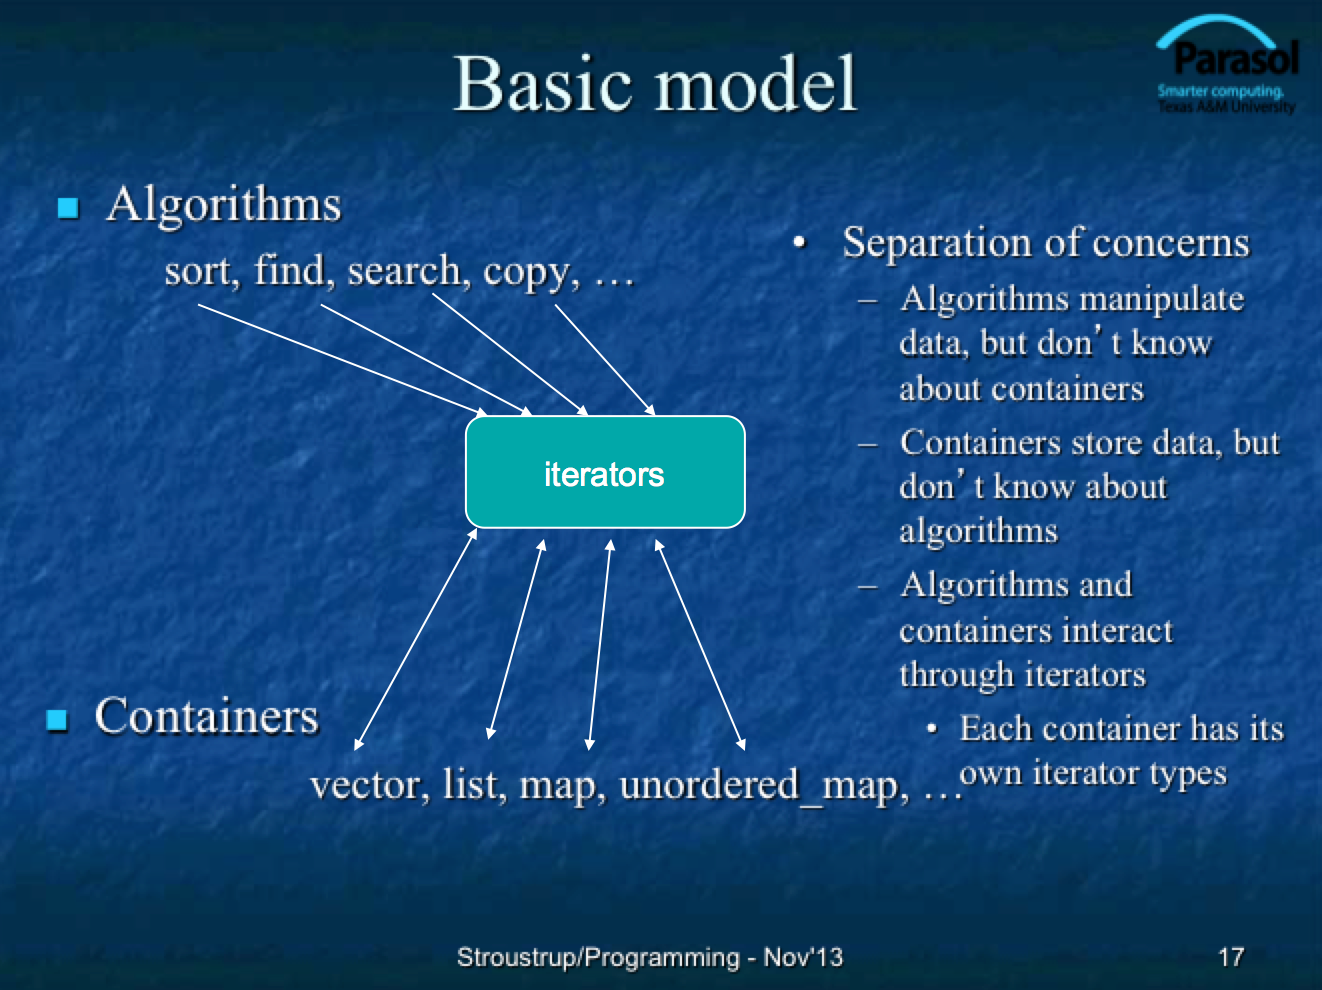 Basic model
Parasol
Smarter computing.
Texas A&M University
Algorithms
sort, find, search, copy, …
iterators
Containers
vector, list, map, unordered_map, …
• Separation of concerns
– Algorithms manipulate
data, but don’t know
about containers
– Containers store data, but
don’t know about
algorithms
– Algorithms and
containers interact
through iterators
• Each container has its
own iterator types
Stroustrup/Programming - Nov'13
17